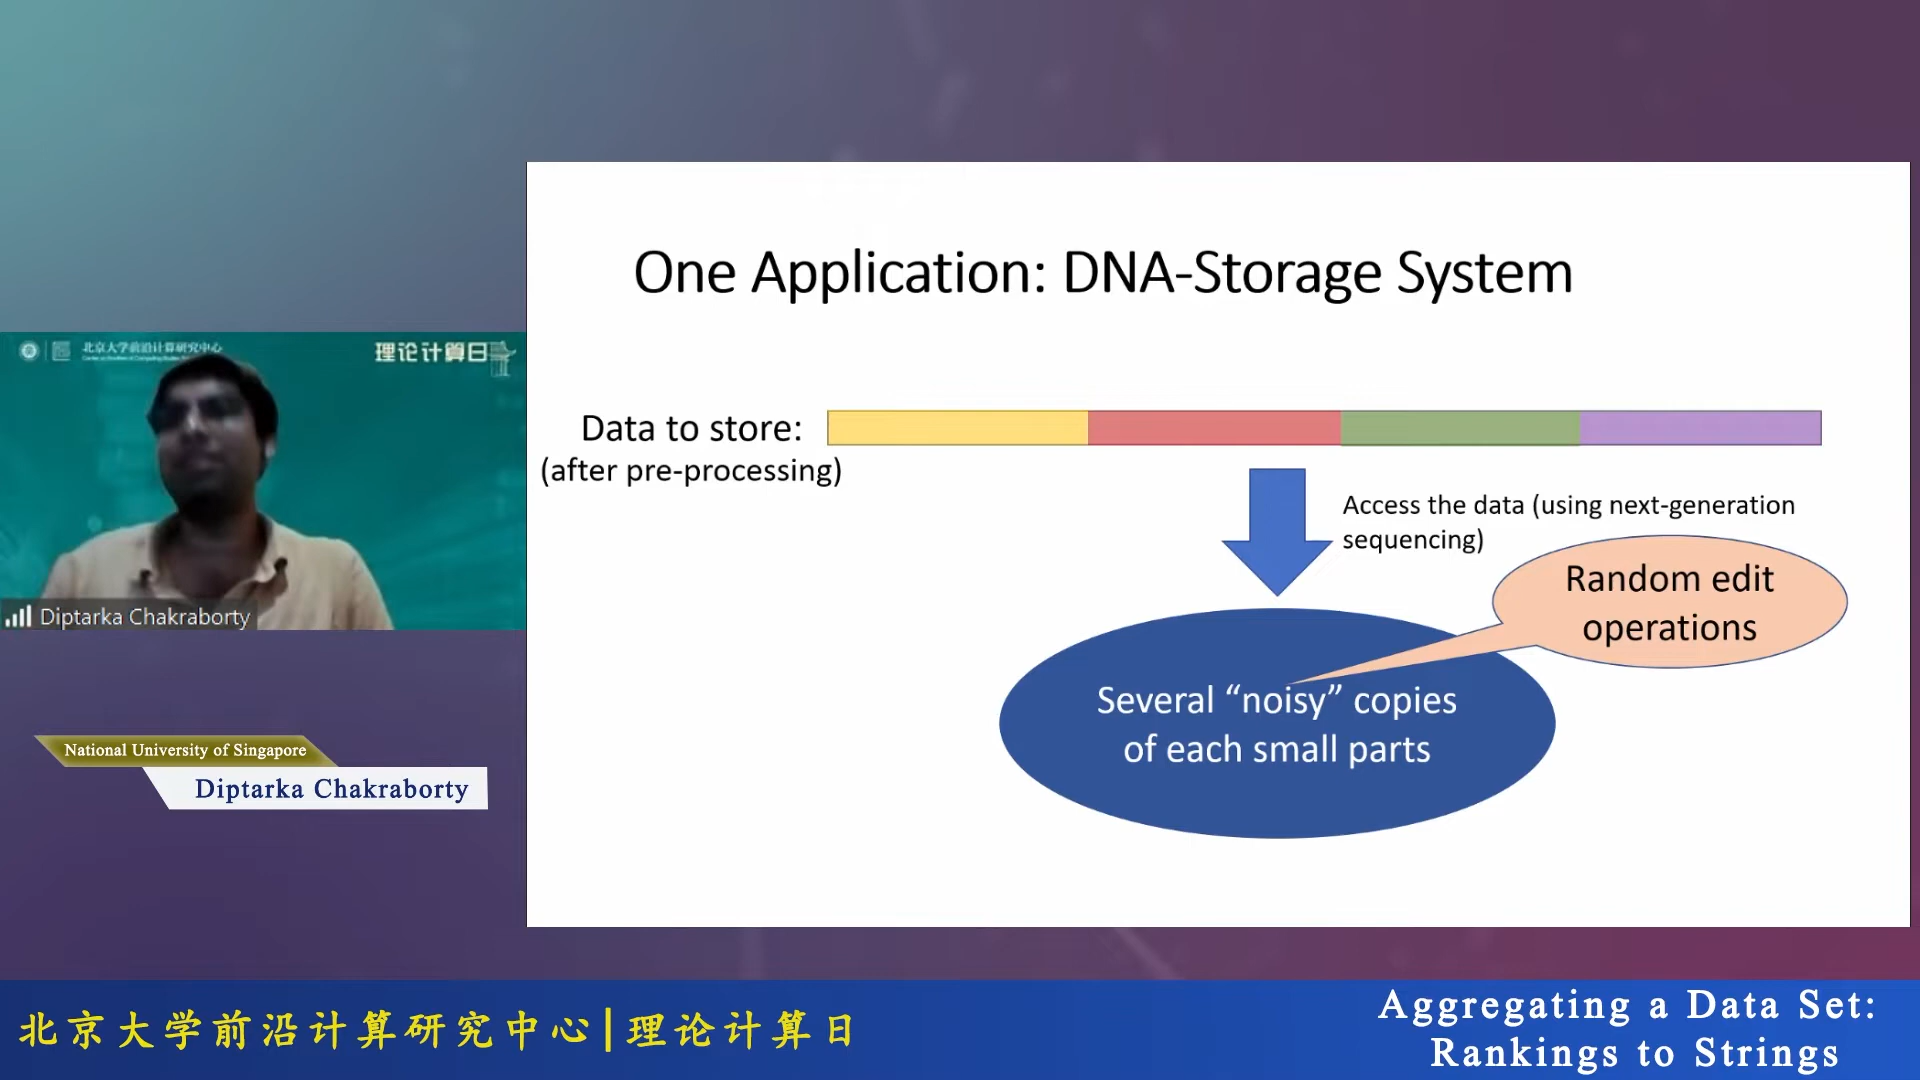 One Application: DNA-Storage System
Data to store:
(after pre-processing)
Access the data (using next-generation
sequencing)
Random edit
operations
Several “noisy” copies
of each small parts
北京大学前沿计算研究中心
理论计算日
Diptarka Chakraborty
National University of Singapore
Diptarka Chakraborty
北京大学前沿计算研究中心|理论计算日
Aggregating a Data Set:
Rankings to Strings